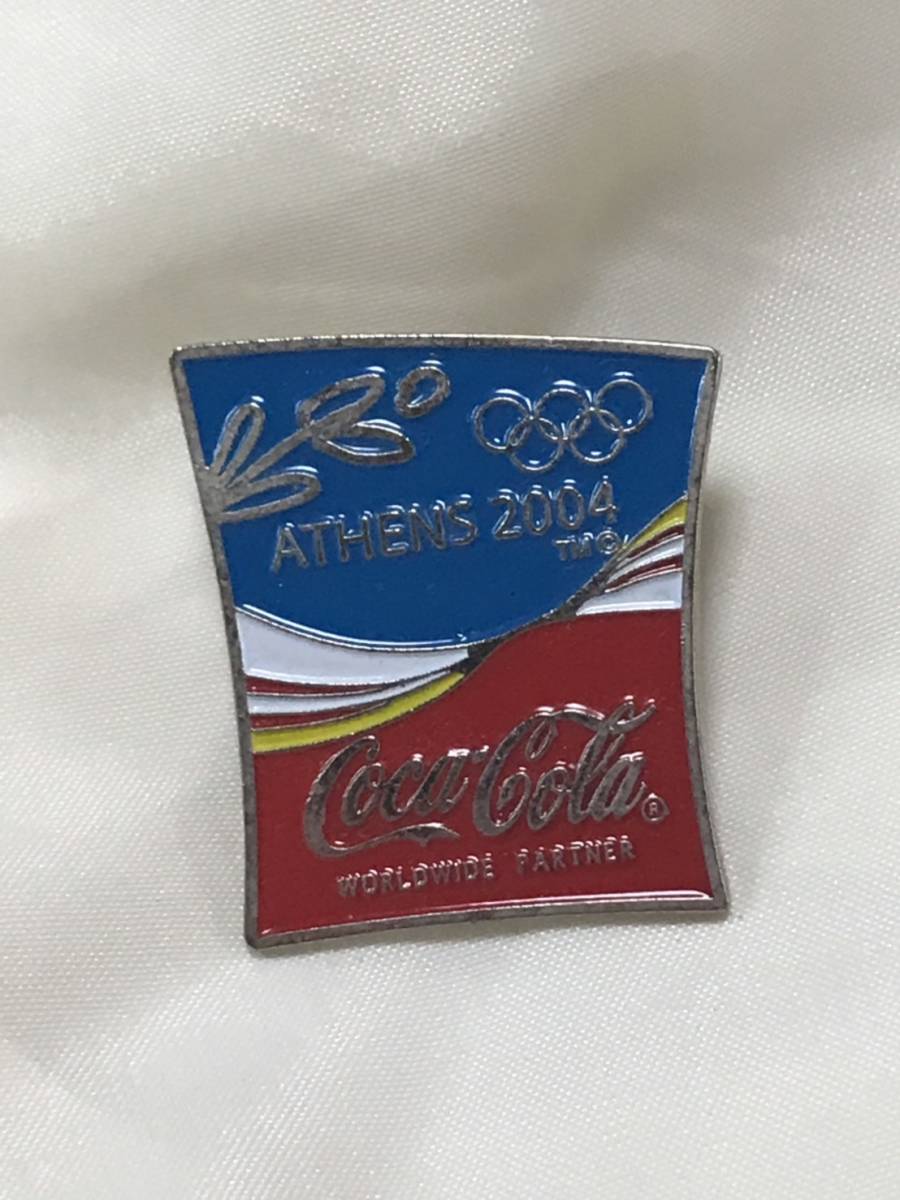 ATHENS 2004
TM©
Coca-Cola®
WORLDWIDE PARTNER